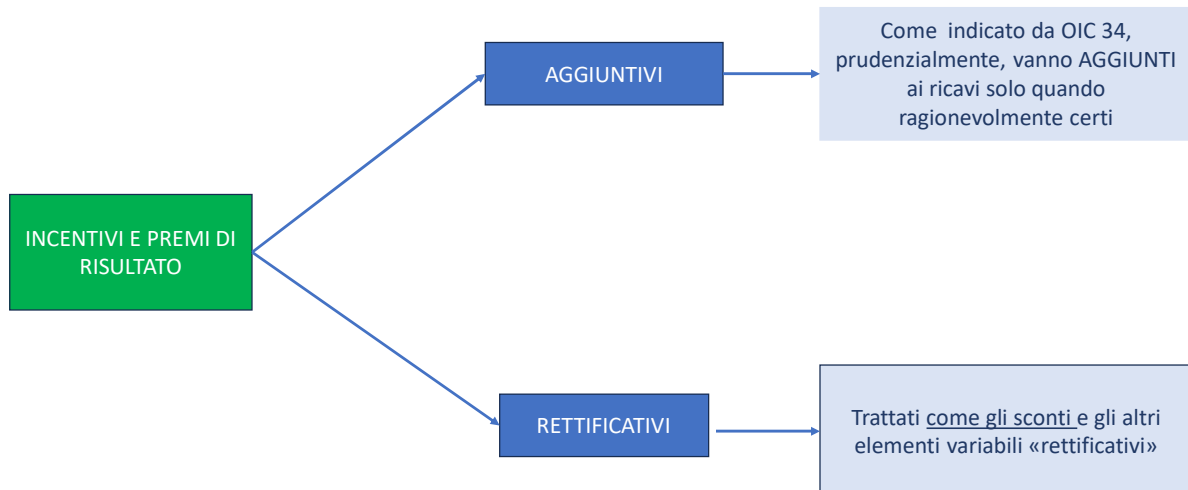 Come indicato da OIC 34,
prudenzialmente, vanno AGGIUNTI
ai ricavi solo quando
ragionevolmente certi
AGGIUNTIVI
INCENTIVI E PREMI DI
RISULTATO
RETTIFICATIVI
Trattati come gli sconti e gli altri
elementi variabili «rettificativi»